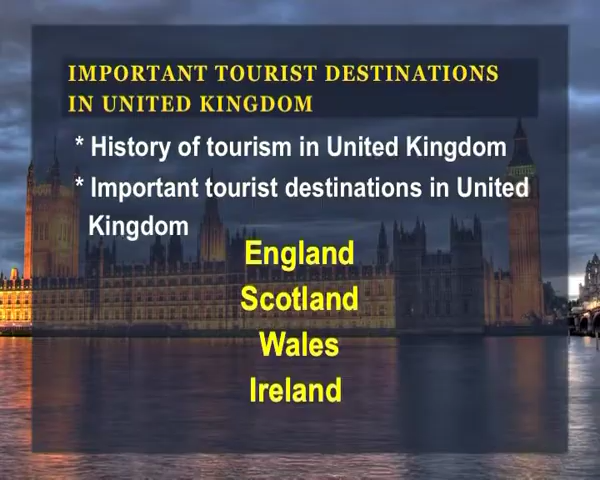 IMPORTANT TOURIST DESTINATIONS
IN UNITED KINGDOM
* History of tourism in United Kingdom
* Important tourist destinations in United
Kingdom
England
Scotland
Wales
Ireland